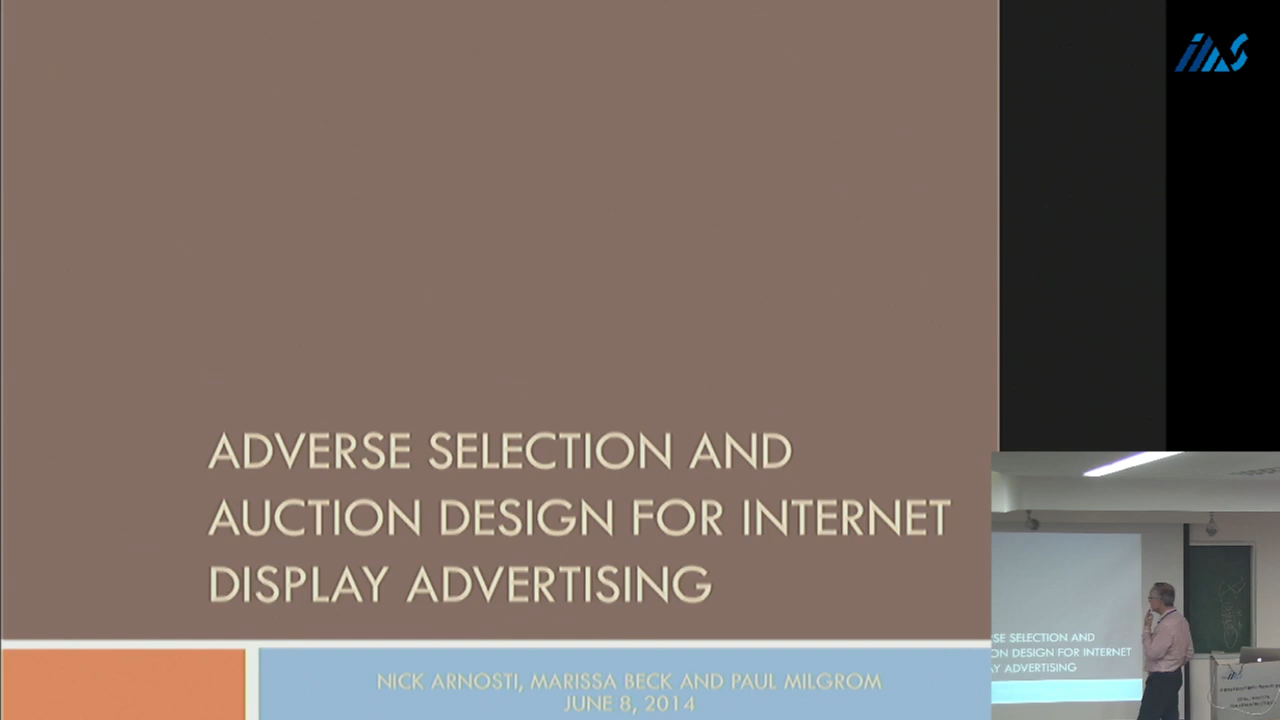 ADVERSE SELECTION AND
AUCTION DESIGN FOR INTERNET
DISPLAY ADVERTISING
NICK ARNOSTI, MARISSA BECK AND PAUL MILGROM
JUNE 8, 2014
ims
SE SELECTION AND
ON DESIGN FOR INTERNET
AY ADVERTISING